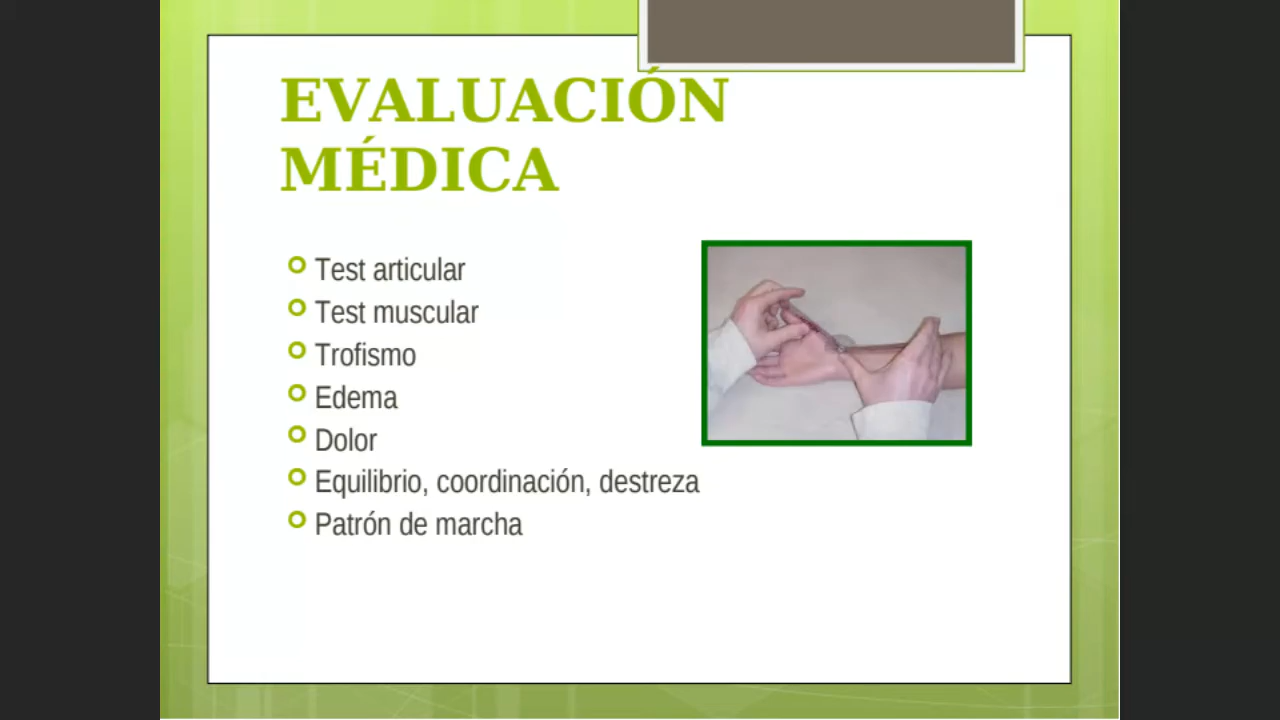 EVALUACIÓN
MÉDICA
Test articular
Test muscular
Trofismo
Edema
Dolor
Equilibrio, coordinación, destreza
Patrón de marcha